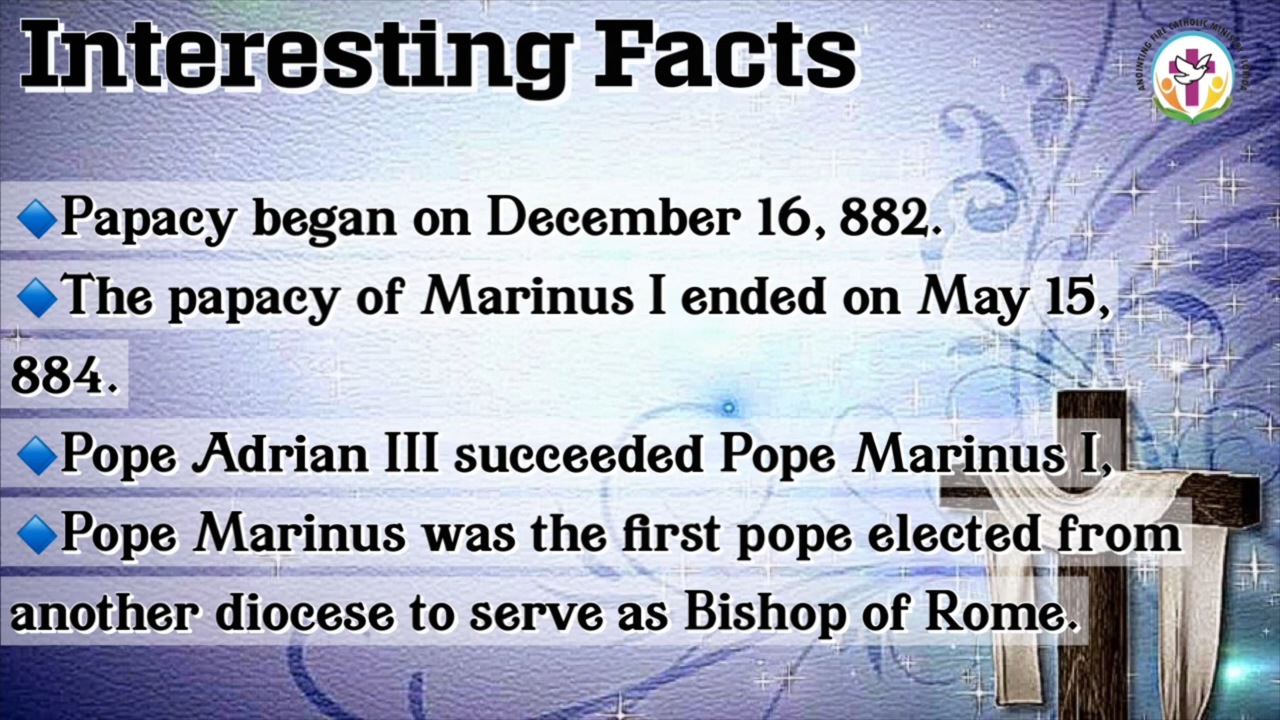 Interesting Facts
🔷Papacy began on December 16, 882.
🔷The papacy of Marinus I ended on May 15,
884.
🔷Pope Adrian III succeeded Pope Marinus I,
🔷Pope Marinus was the first pope elected from
another diocese to serve as Bishop of Rome.